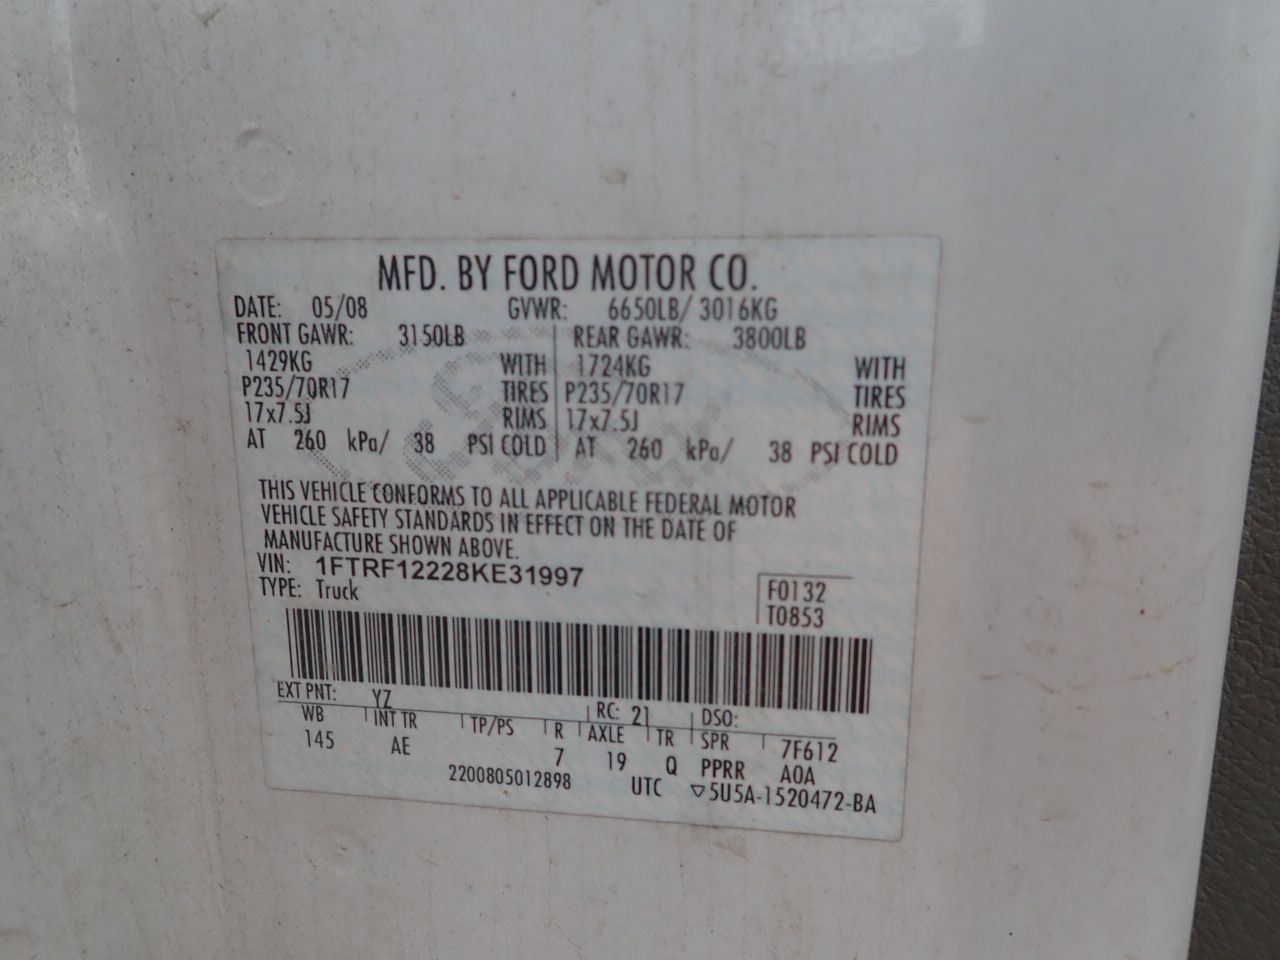 MFD. BY FORD MOTOR CO.
DATE: 05/08 GVWR: 6650LB/ 3016KG
FRONT GAWR: 3150LB REAR GAWR: 3800LB
1429KG WITH 1724KG WITH
P235/70R17 TIRES P235/70R17 TIRES
17x7.5J RIMS 17x7.5J RIMS
AT 260 kPa/ 38 PSI COLD AT 260 kPa/ 38 PSI COLD
THIS VEHICLE CONFORMS TO ALL APPLICABLE FEDERAL MOTOR
VEHICLE SAFETY STANDARDS IN EFFECT ON THE DATE OF
MANUFACTURE SHOWN ABOVE.
VIN: 1FTRF12228KE31997
TYPE: Truck
F0132
T0853
EXT PNT: YZ RC: 21 DSO:
WB INT TR TP/PS R AXLE TR SPR 7F612
145 AE 7 19 Q PPRR A0A
2200805012898 UTC ▽5U5A-1520472-BA